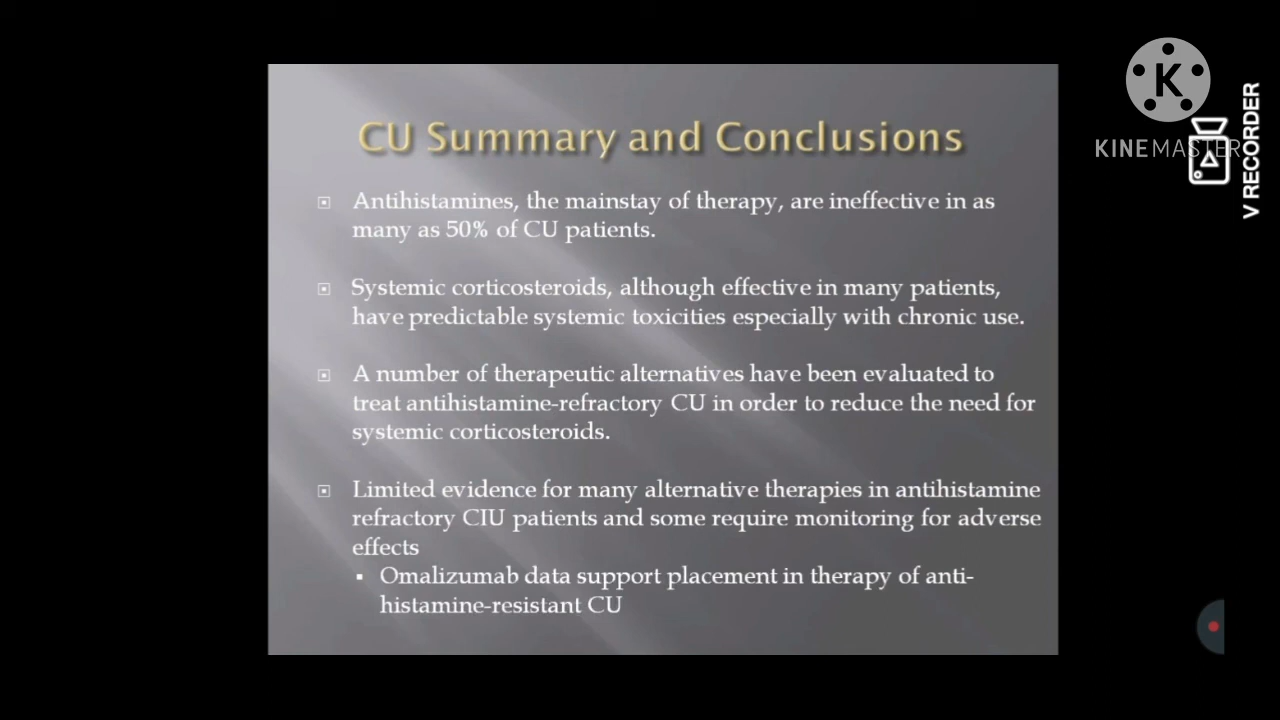 CU Summary and Conclusions
Antihistamines, the mainstay of therapy, are ineffective in as
many as 50% of CU patients.
Systemic corticosteroids, although effective in many patients,
have predictable systemic toxicities especially with chronic use.
A number of therapeutic alternatives have been evaluated to
treat antihistamine-refractory CU in order to reduce the need for
systemic corticosteroids.
Limited evidence for many alternative therapies in antihistamine
refractory CIU patients and some require monitoring for adverse
effects
Omalizumab data support placement in therapy of anti-
histamine-resistant CU
K
KINEMASTER
V RECORDER